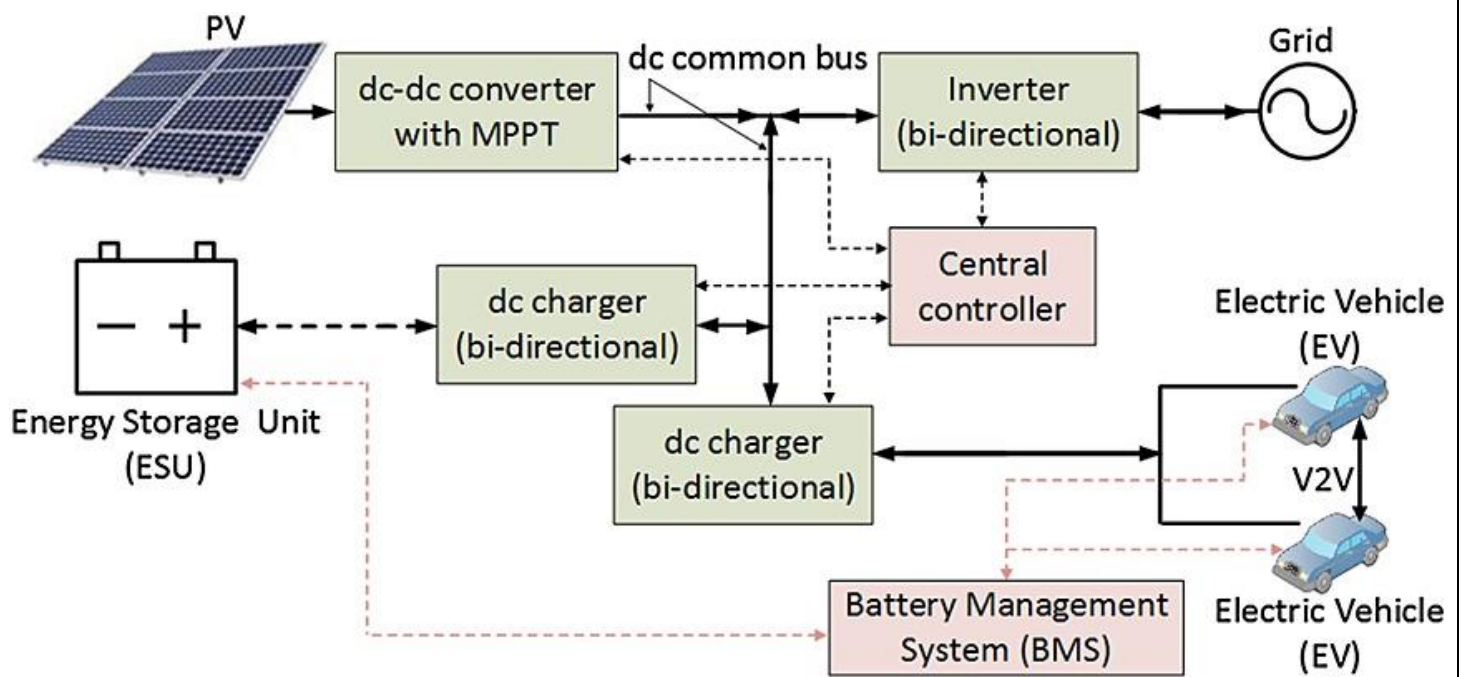 PV
dc common bus
Grid
dc-dc converter
with MPPT
Inverter
(bi-directional)
Central
controller
dc charger
(bi-directional)
Energy Storage Unit
(ESU)
dc charger
(bi-directional)
Electric Vehicle
(EV)
V2V
Battery Management
System (BMS)
Electric Vehicle
(EV)